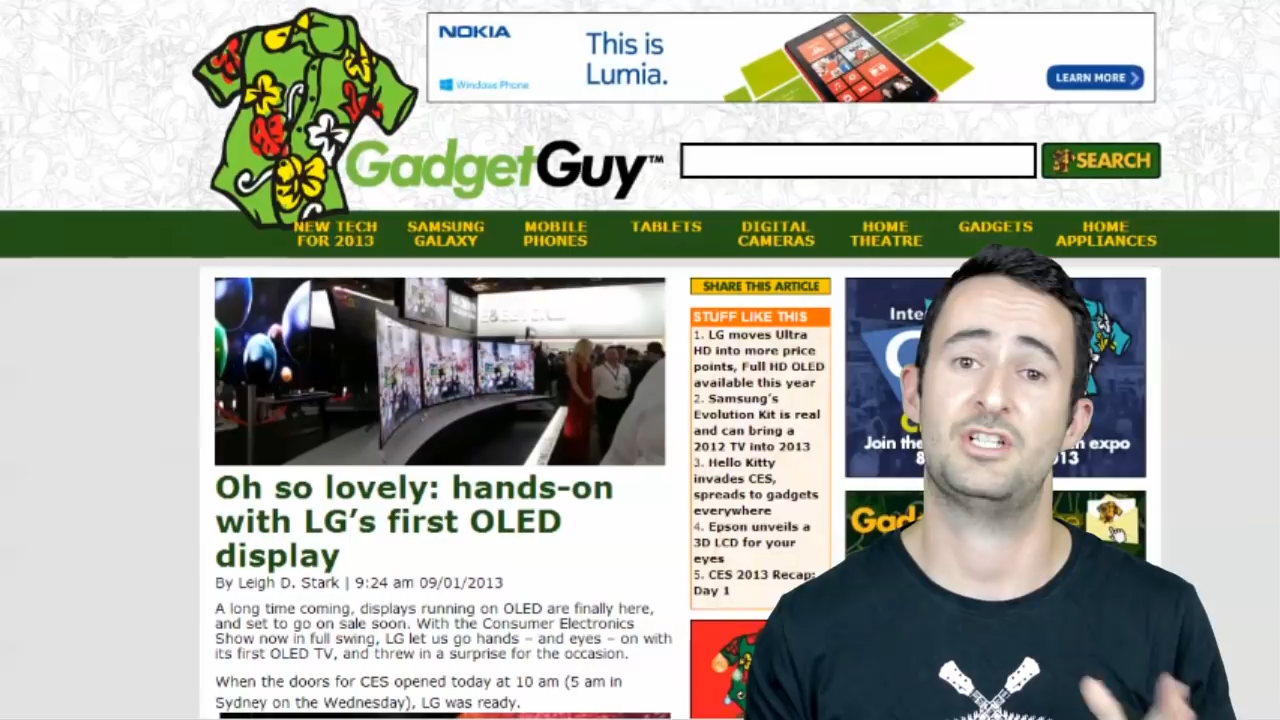 NOKIA
This is
Lumia.
Windows Phone
LEARN MORE
GadgetGuy™
SEARCH
NEW TECH
FOR 2013
SAMSUNG
GALAXY
MOBILE
PHONES
TABLETS
DIGITAL
CAMERAS
HOME
THEATRE
GADGETS
HOME
APPLIANCES
Oh so lovely: hands-on
with LG's first OLED
display
By Leigh D. Stark | 9:24 am 09/01/2013
A long time coming, displays running on OLED are finally here,
and set to go on sale soon. With the Consumer Electronics
Show now in full swing, LG let us go hands – and eyes – on with
its first OLED TV, and threw in a surprise for the occasion.
When the doors for CES opened today at 10 am (5 am in
Sydney on the Wednesday), LG was ready.
SHARE THIS ARTICLE
STUFF LIKE THIS
1. LG moves Ultra
HD into more price
points, Full HD OLED
available this year
2. Samsung's
Evolution Kit is real
and can bring a
2012 TV into 2013
3. Hello Kitty
invades CES,
spreads to gadgets
everywhere
4. Epson unveils a
3D LCD for your
eyes
5. CES 2013 Recap:
Day 1
Join the
expo